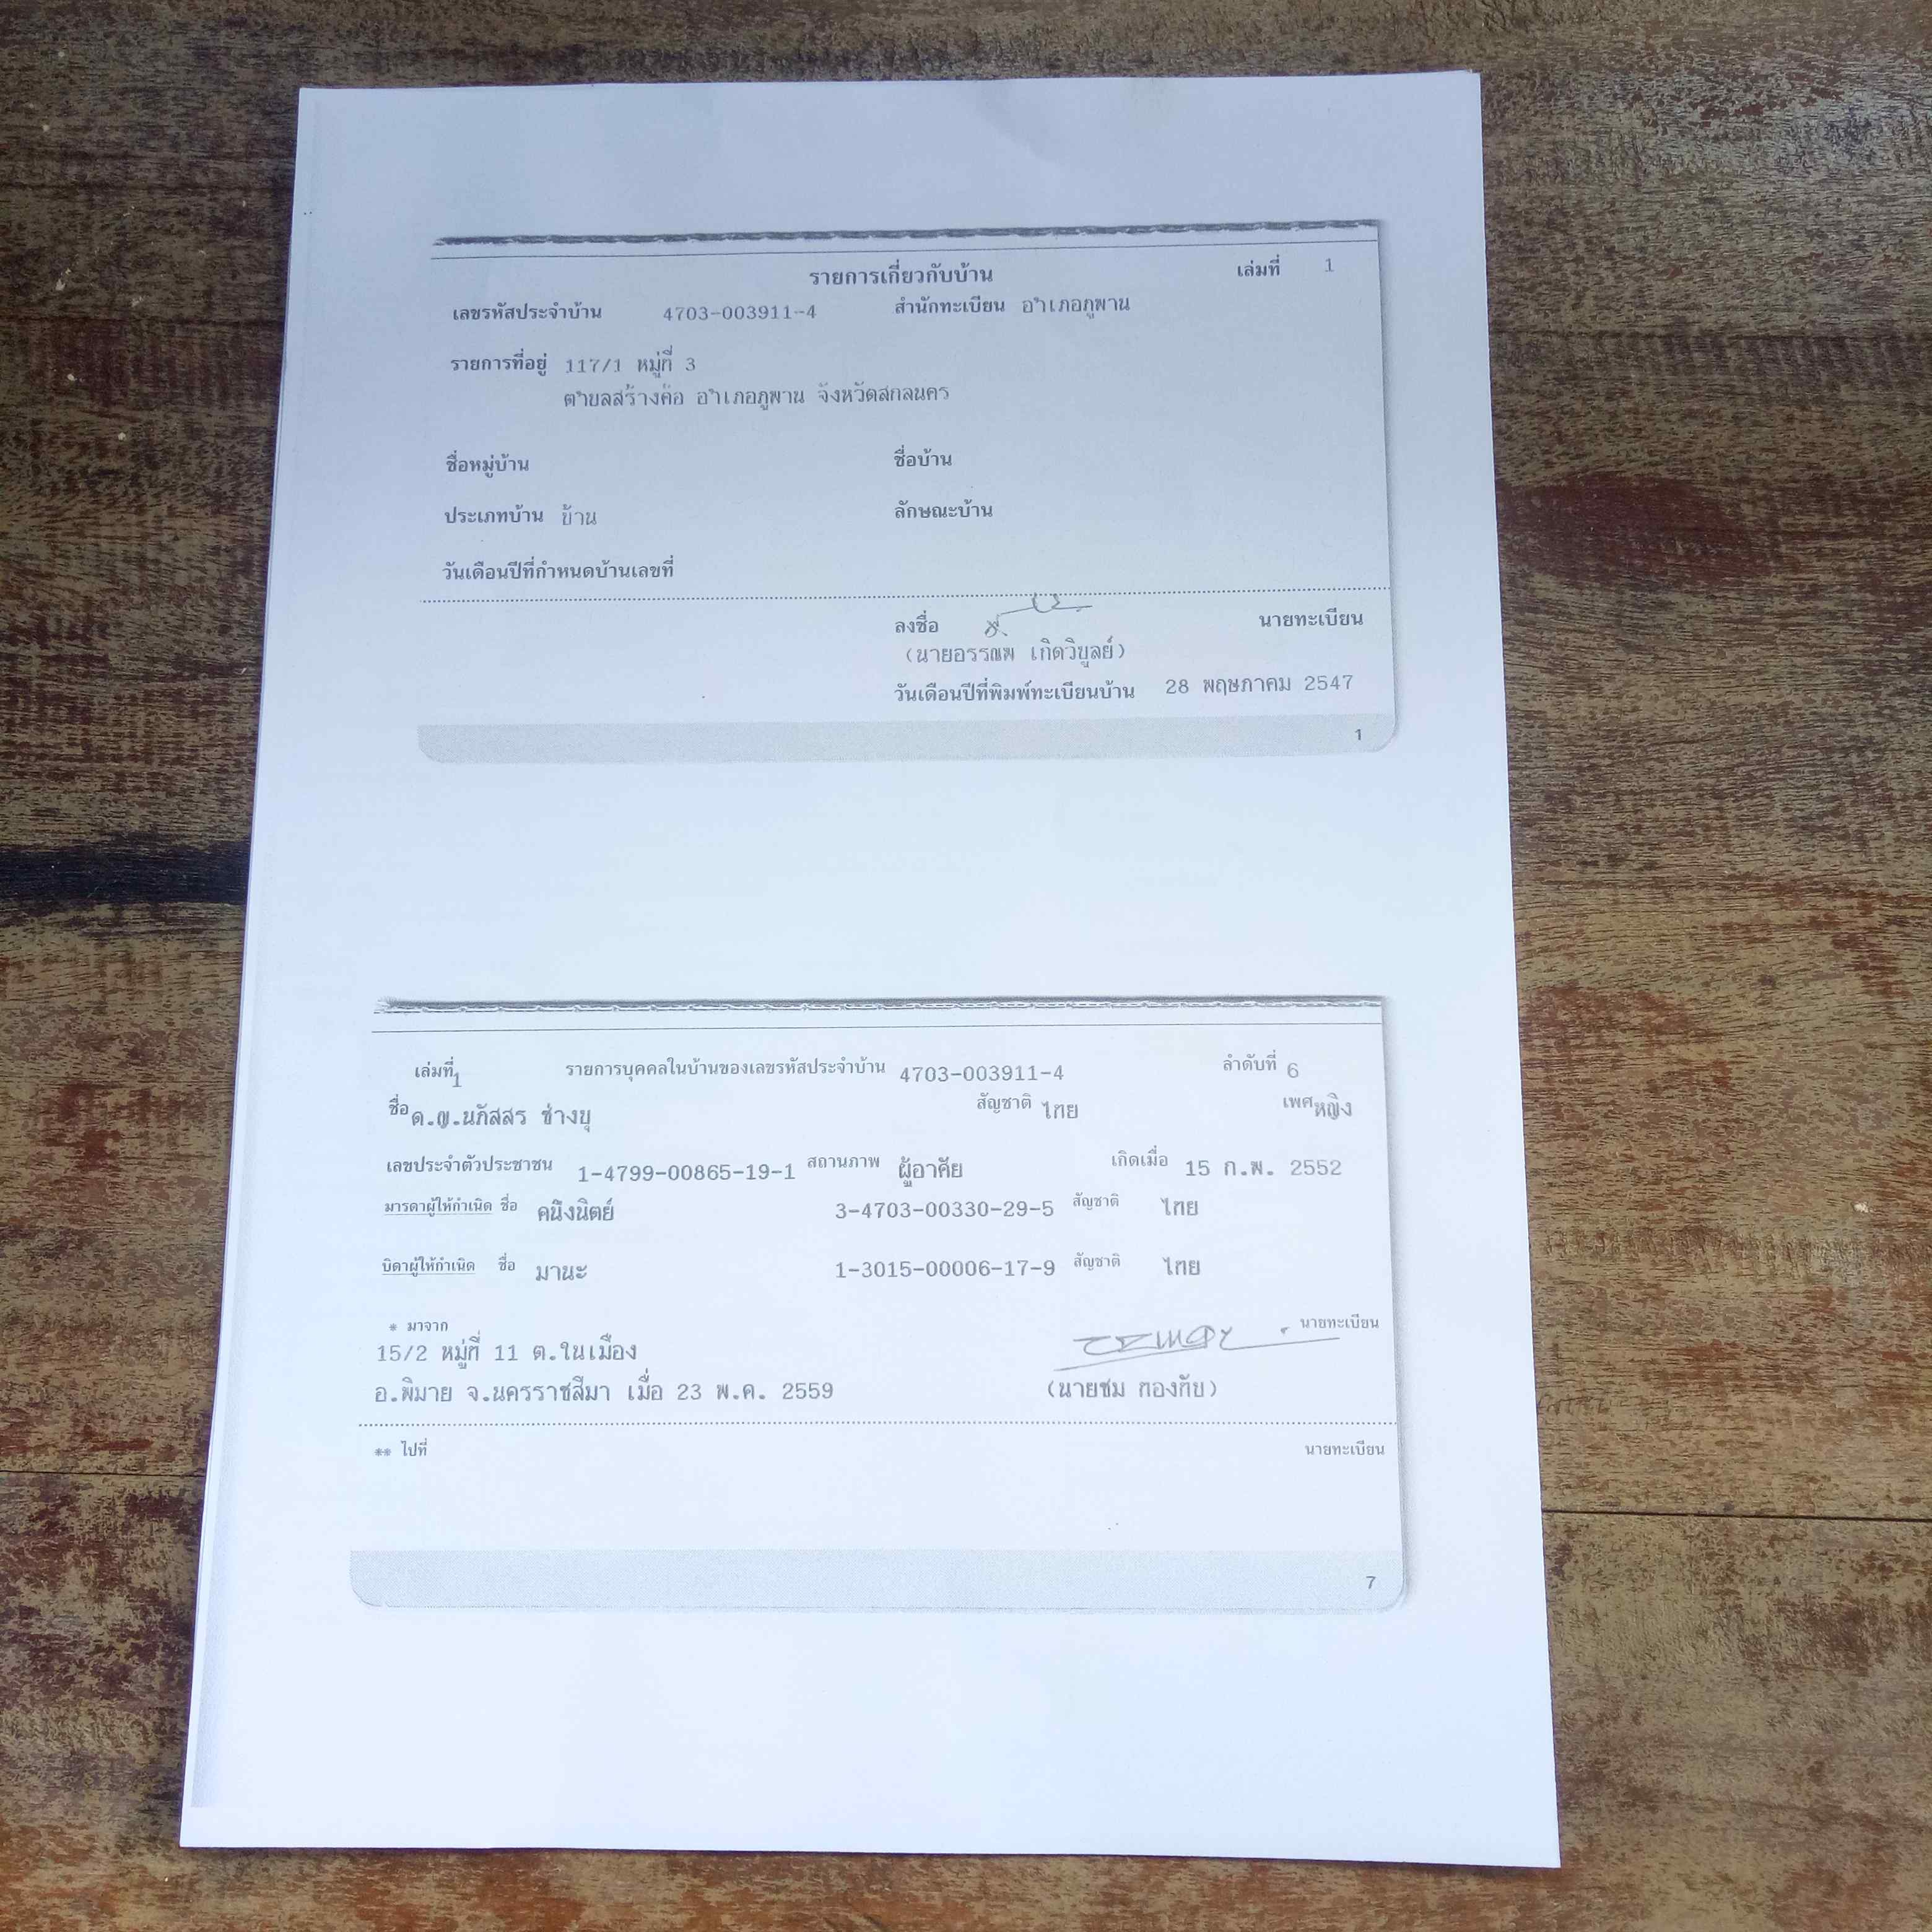 รายการเกี่ยวกับบ้าน เล่มที่ 1
เลขรหัสประจำบ้าน 4703-003911-4 สำนักทะเบียน อำเภอภูพาน
รายการที่อยู่ 117/1 หมู่ที่ 3
ตำบลสร้างค้อ อำเภอภูพาน จังหวัดสกลนคร
ชื่อหมู่บ้าน ชื่อบ้าน
ประเภทบ้าน บ้าน ลักษณะบ้าน
วันเดือนปีที่กำหนดบ้านเลขที่
ลงชื่อ นายทะเบียน
(นายอรรณพ เกิดวิบูลย์)
วันเดือนปีที่พิมพ์ทะเบียนบ้าน 28 พฤษภาคม 2547
1
เล่มที่ 1 รายการบุคคลในบ้านของเลขรหัสประจำบ้าน 4703-003911-4 ลำดับที่ 6
ชื่อ ด.ญ.นภัสสร ช่างบุ สัญชาติ ไทย เพศ หญิง
เลขประจำตัวประชาชน 1-4799-00865-19-1 สถานภาพ ผู้อาศัย เกิดเมื่อ 15 ก.พ. 2552
มารดาผู้ให้กำเนิด ชื่อ คนึงนิตย์ 3-4703-00330-29-5 สัญชาติ ไทย
บิดาผู้ให้กำเนิด ชื่อ มานะ 1-3015-00006-17-9 สัญชาติ ไทย
* มาจาก นายทะเบียน
15/2 หมู่ที่ 11 ต.ในเมือง
อ.พิมาย จ.นครราชสีมา เมื่อ 23 พ.ค. 2559 (นายชม ทองทับ)
** ไปที่ นายทะเบียน
7